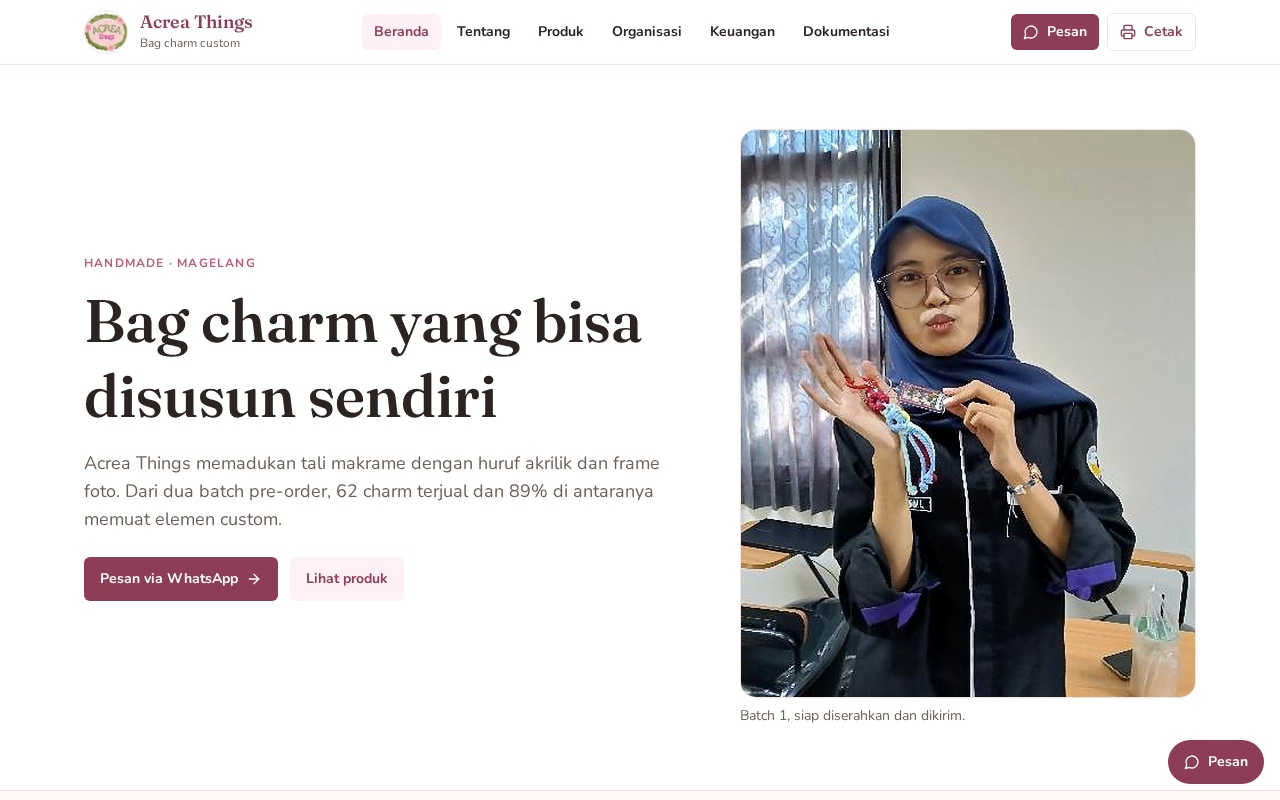 ACREA
things
Acrea Things
Bag charm custom
Beranda
Tentang
Produk
Organisasi
Keuangan
Dokumentasi
Pesan
Cetak
HANDMADE · MAGELANG
Bag charm yang bisa
disusun sendiri
Acrea Things memadukan tali makrame dengan huruf akrilik dan frame
foto. Dari dua batch pre-order, 62 charm terjual dan 89% di antaranya
memuat elemen custom.
Pesan via WhatsApp
Lihat produk
Batch 1, siap diserahkan dan dikirim.
Pesan